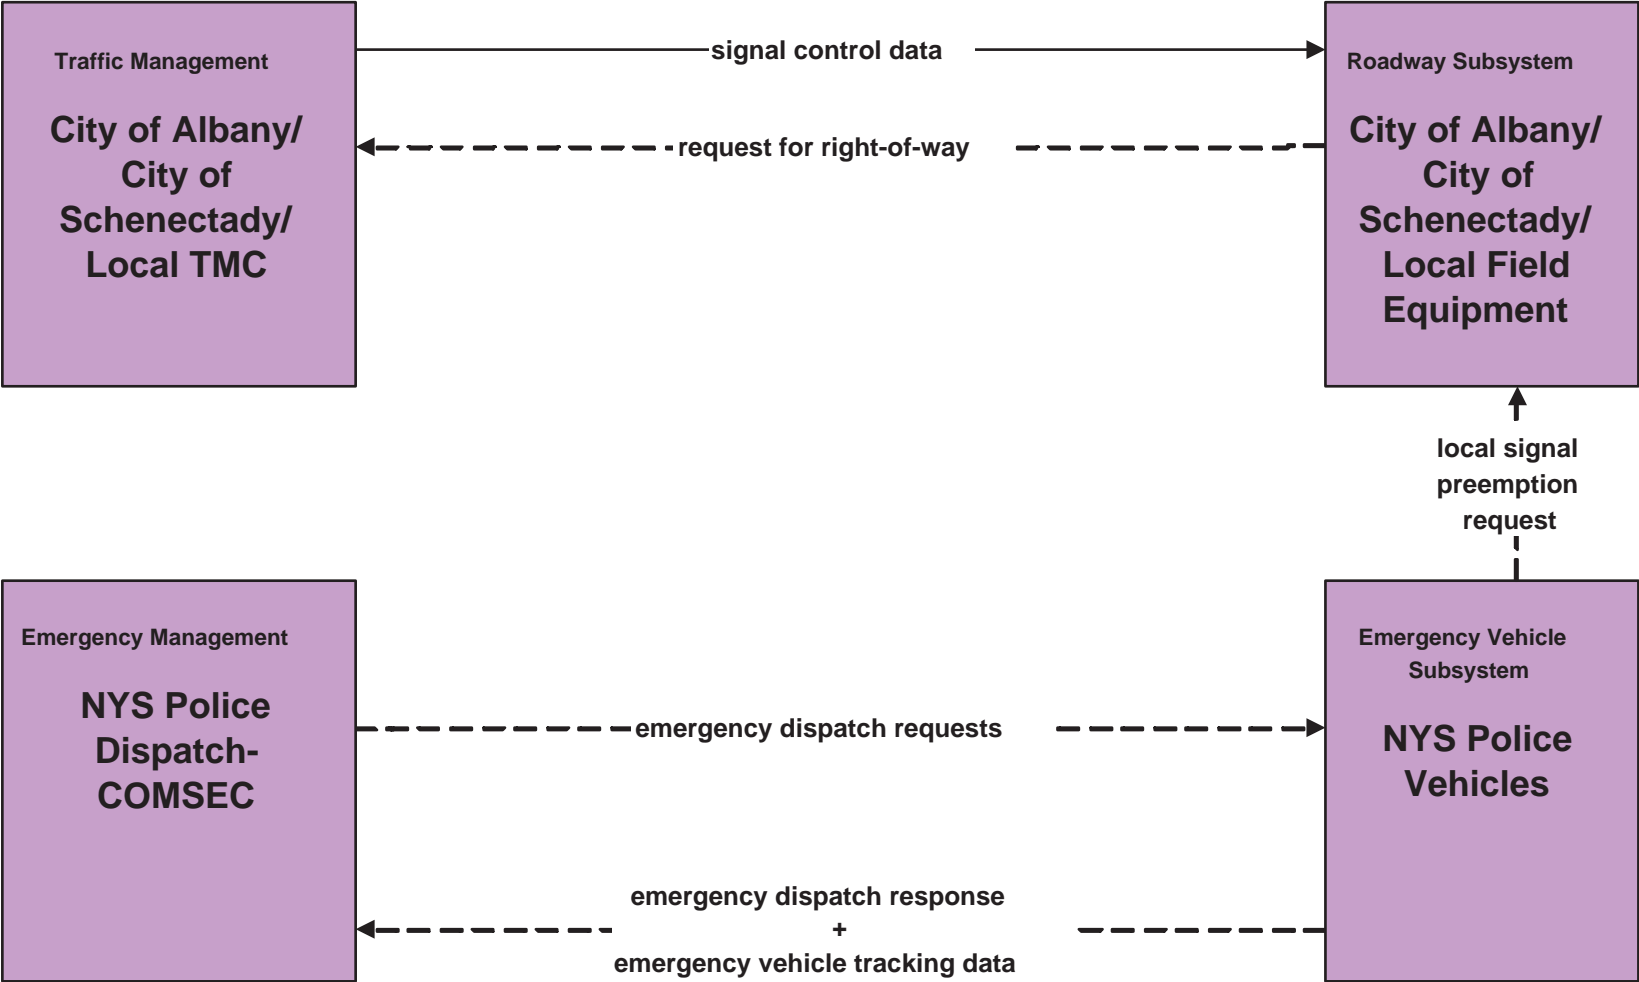 Traffic Management
City of Albany/
City of
Schenectady/
Local TMC
signal control data
request for right-of-way
Roadway Subsystem
City of Albany/
City of
Schenectady/
Local Field
Equipment
local signal
preemption
request
Emergency Management
NYS Police
Dispatch-
COMSEC
emergency dispatch requests
emergency dispatch response
+
emergency vehicle tracking data
Emergency Vehicle
Subsystem
NYS Police
Vehicles